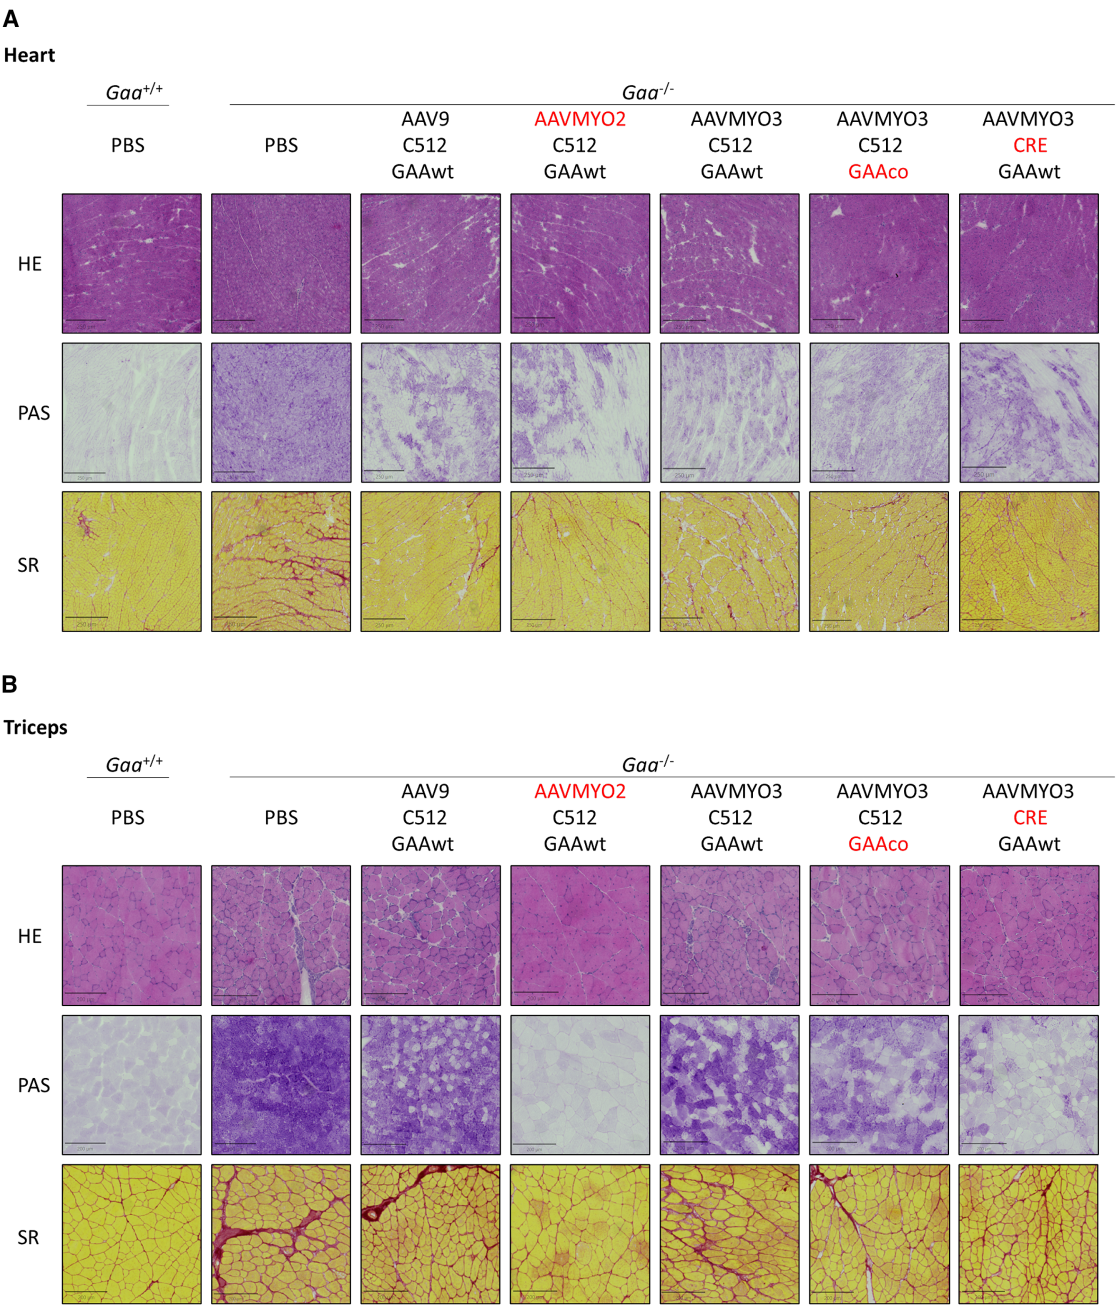 A
Heart
Gaa+/+
Gaa-/-
PBS
PBS
AAV9
C512
GAAwt
AAVMYO2
C512
GAAwt
AAVMYO3
C512
GAAwt
AAVMYO3
C512
GAAco
AAVMYO3
CRE
GAAwt
HE
PAS
SR
B
Triceps
Gaa+/+
Gaa-/-
PBS
PBS
AAV9
C512
GAAwt
AAVMYO2
C512
GAAwt
AAVMYO3
C512
GAAwt
AAVMYO3
C512
GAAco
AAVMYO3
CRE
GAAwt
HE
PAS
SR